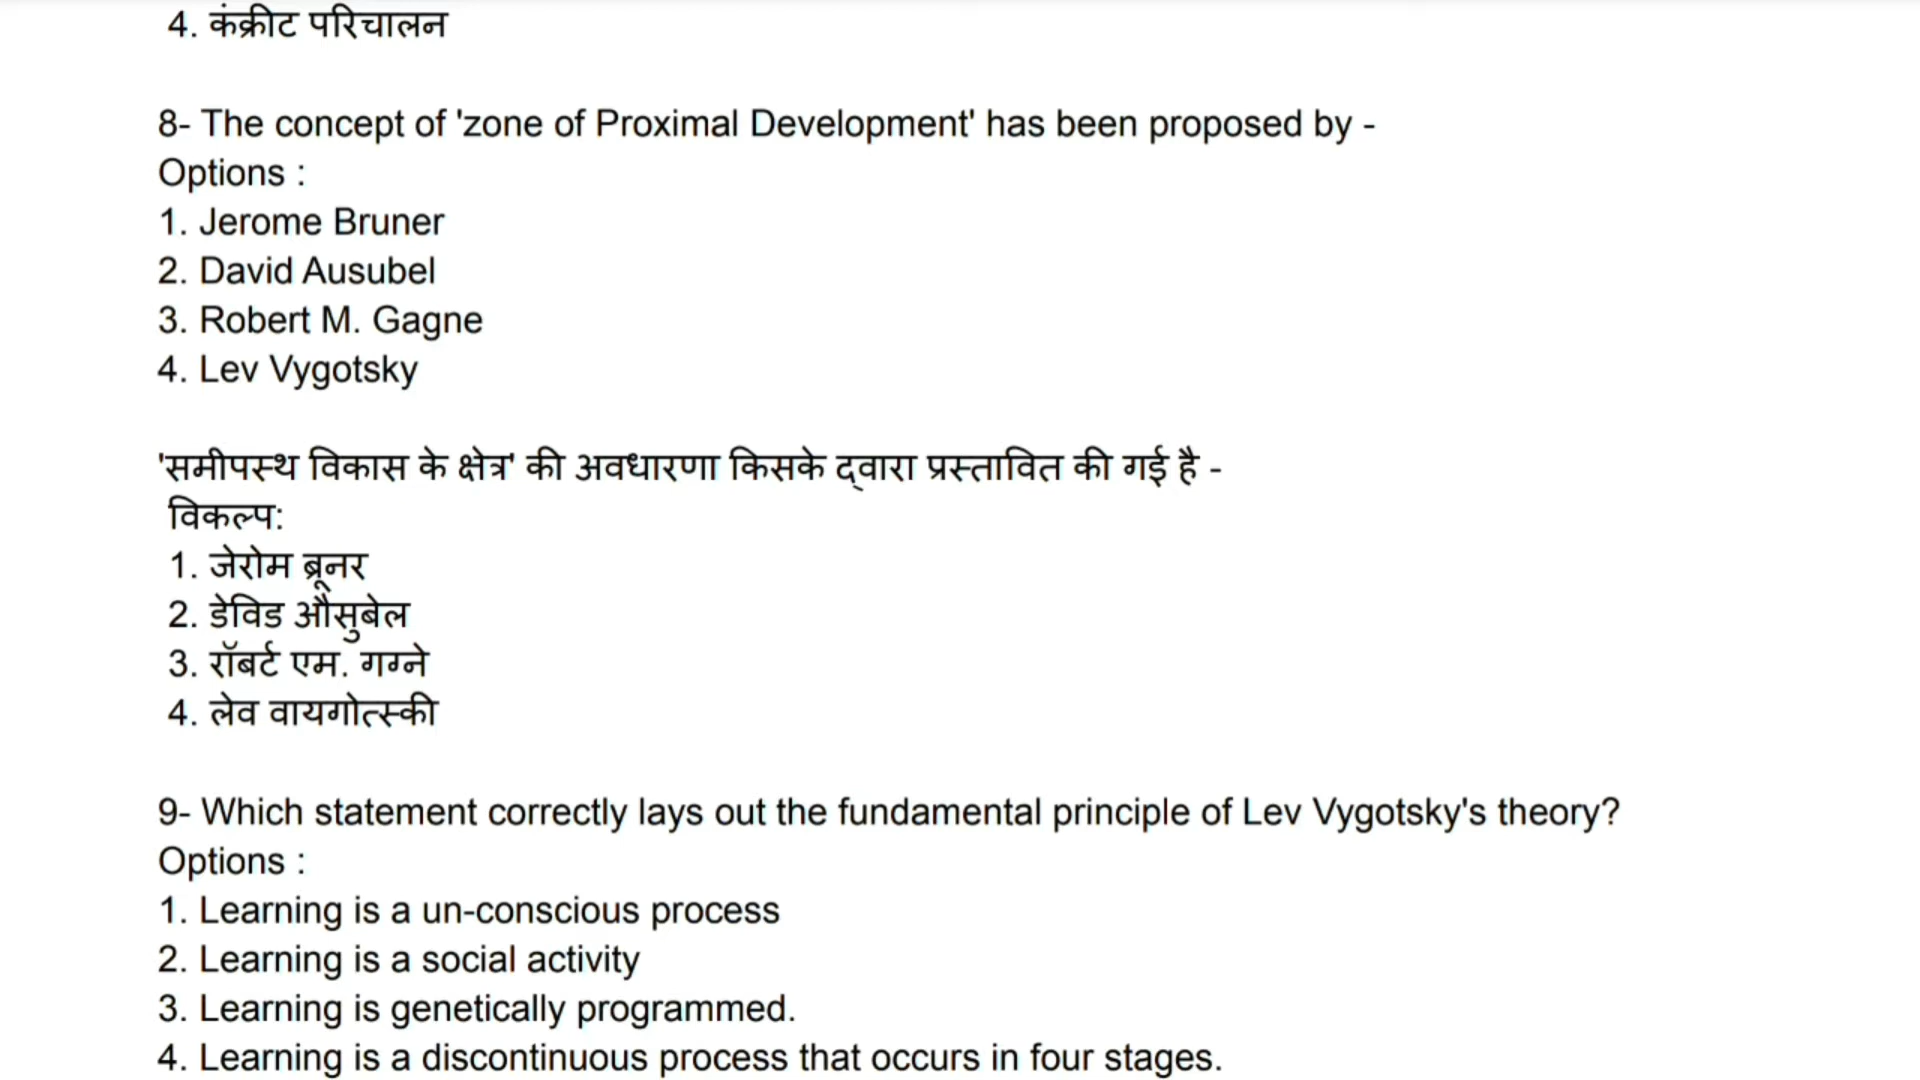 4. कंक्रीट परिचालन
8- The concept of 'zone of Proximal Development' has been proposed by -
Options :
1. Jerome Bruner
2. David Ausubel
3. Robert M. Gagne
4. Lev Vygotsky
'समीपस्थ विकास के क्षेत्र' की अवधारणा किसके द्वारा प्रस्तावित की गई है -
विकल्प:
1. जेरोम ब्रूनर
2. डेविड औसुबेल
3. रॉबर्ट एम. गग्ने
4. लेव वायगोत्स्की
9- Which statement correctly lays out the fundamental principle of Lev Vygotsky's theory?
Options :
1. Learning is a un-conscious process
2. Learning is a social activity
3. Learning is genetically programmed.
4. Learning is a discontinuous process that occurs in four stages.